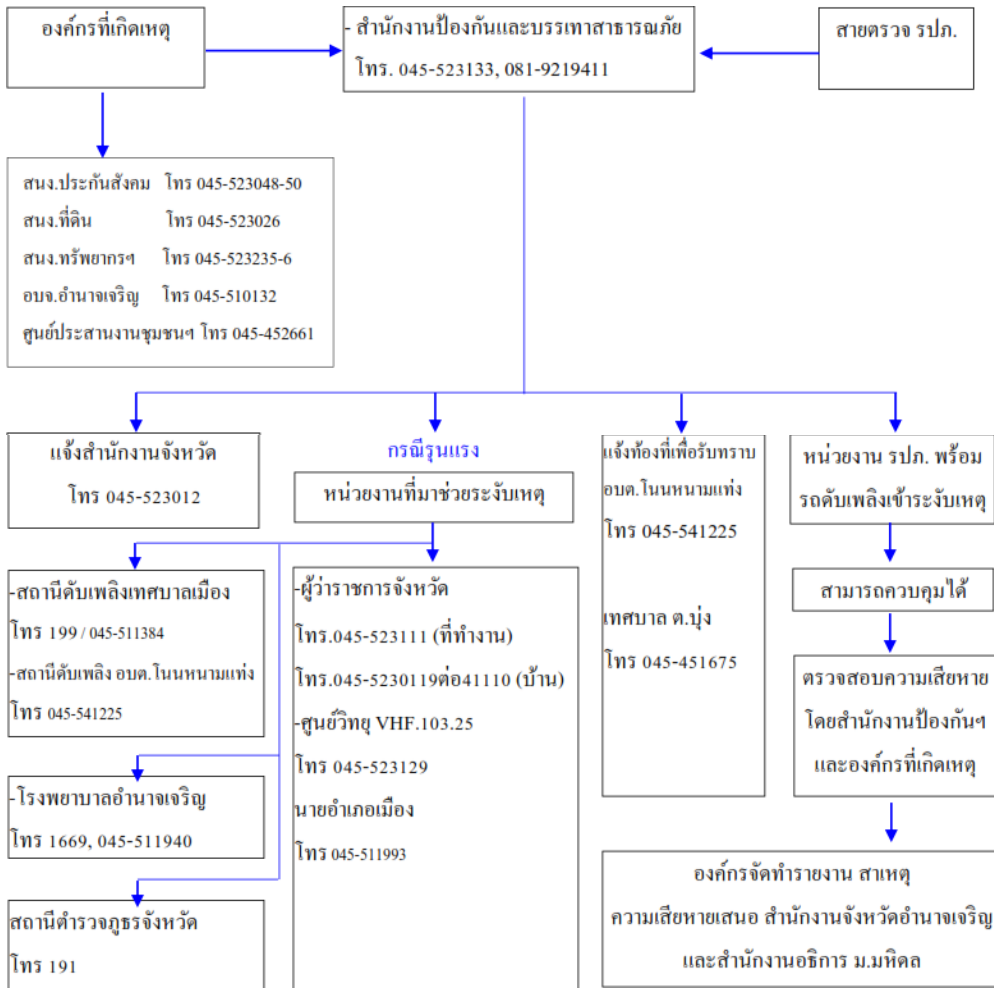 องค์กรที่เกิดเหตุ
- สำนักงานป้องกันและบรรเทาสาธารณภัย
โทร. 045-523133, 081-9219411
สายตรวจ รปภ.
สนง.ประกันสังคม โทร 045-523048-50
สนง.ที่ดิน โทร 045-523026
สนง.ทรัพยากรฯ โทร 045-523235-6
อบจ.อำนาจเจริญ โทร 045-510132
ศูนย์ประสานงานชุมชนฯ โทร 045-452661
แจ้งสำนักงานจังหวัด
โทร 045-523012
กรณีรุนแรง
หน่วยงานที่มาช่วยระงับเหตุ
แจ้งท้องที่เพื่อรับทราบ
อบต.โนนหนามแท่ง
โทร 045-541225
เทศบาล ต.บุ่ง
โทร 045-451675
หน่วยงาน รปภ. พร้อม
รถดับเพลิงเข้าระงับเหตุ
สามารถควบคุมได้
ตรวจสอบความเสียหาย
โดยสำนักงานป้องกันฯ
และองค์กรที่เกิดเหตุ
-สถานีดับเพลิงเทศบาลเมือง
โทร 199 / 045-511384
-สถานีดับเพลิง อบต.โนนหนามแท่ง
โทร 045-541225
-ผู้ว่าราชการจังหวัด
โทร.045-523111 (ที่ทำงาน)
โทร.045-5230119ต่อ41110 (บ้าน)
-ศูนย์วิทยุ VHF.103.25
โทร 045-523129
นายอำเภอเมือง
โทร 045-511993
-โรงพยาบาลอำนาจเจริญ
โทร 1669, 045-511940
สถานีตำรวจภูธรจังหวัด
โทร 191
องค์กรจัดทำรายงาน สาเหตุ
ความเสียหายเสนอ สำนักงานจังหวัดอำนาจเจริญ
และสำนักงานอธิการ ม.มหิดล